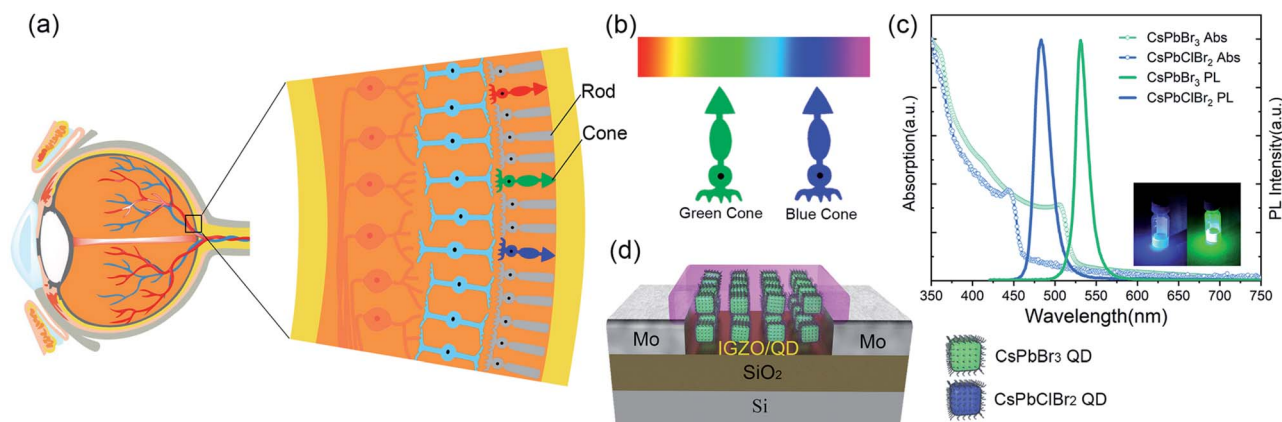 (a)
Rod
Cone
(b)
Green Cone
Blue Cone
(c)
Absorption(a.u.)
PL Intensity(a.u.)
CsPbBr₃ Abs
CsPbClBr₂ Abs
CsPbBr₃ PL
CsPbClBr₂ PL
350 400 450 500 550 600 650 700 750
Wavelength(nm)
(d)
Mo
IGZO/QD
Mo
SiO₂
Si
CsPbBr₃ QD
CsPbClBr₂ QD